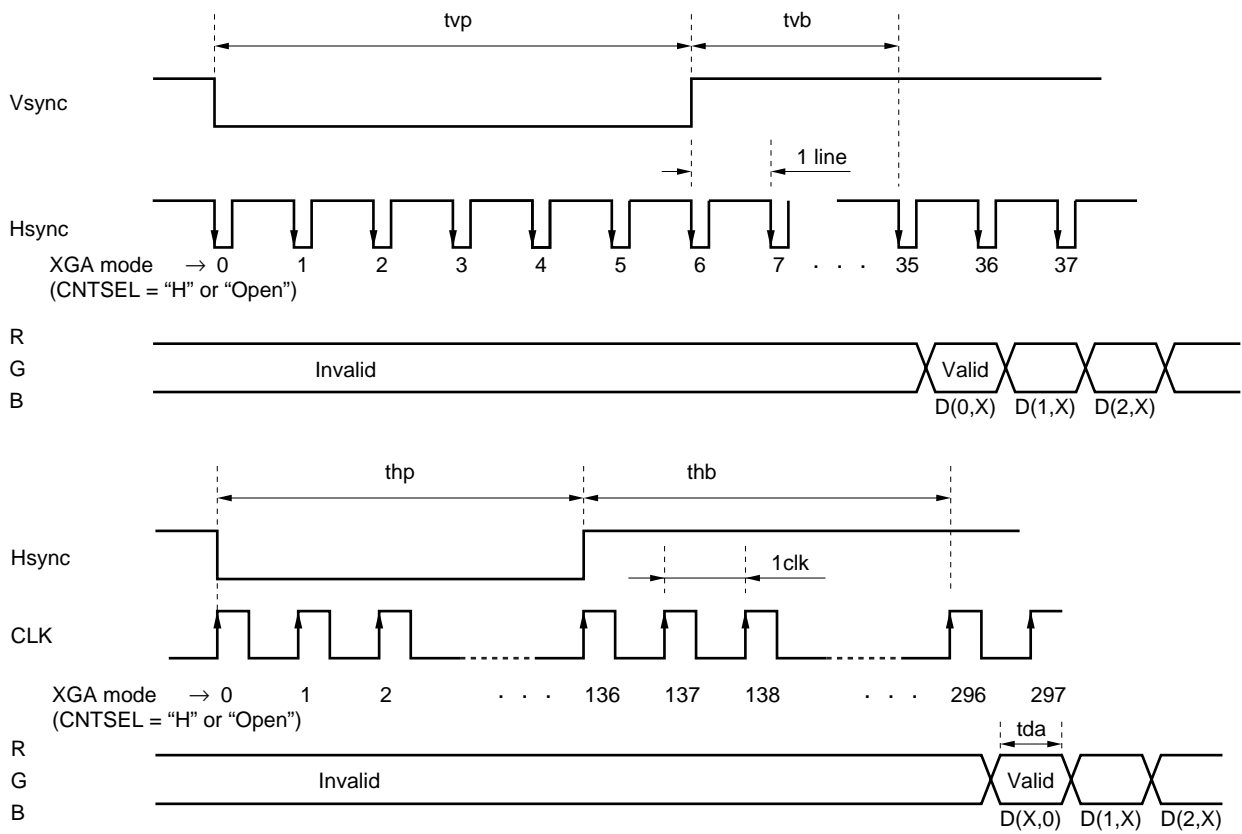 tvp tvb
Vsync
1 line
Hsync
XGA mode → 0 1 2 3 4 5 6 7 · · · 35 36 37
(CNTSEL = “H” or “Open”)
R
G Invalid Valid
B
D(0,X) D(1,X) D(2,X)
thp thb
Hsync
1clk
CLK
XGA mode → 0 1 2 · · · 136 137 138 · · · 296 297
(CNTSEL = “H” or “Open”)
R tda
G Invalid Valid
B
D(X,0) D(1,X) D(2,X)